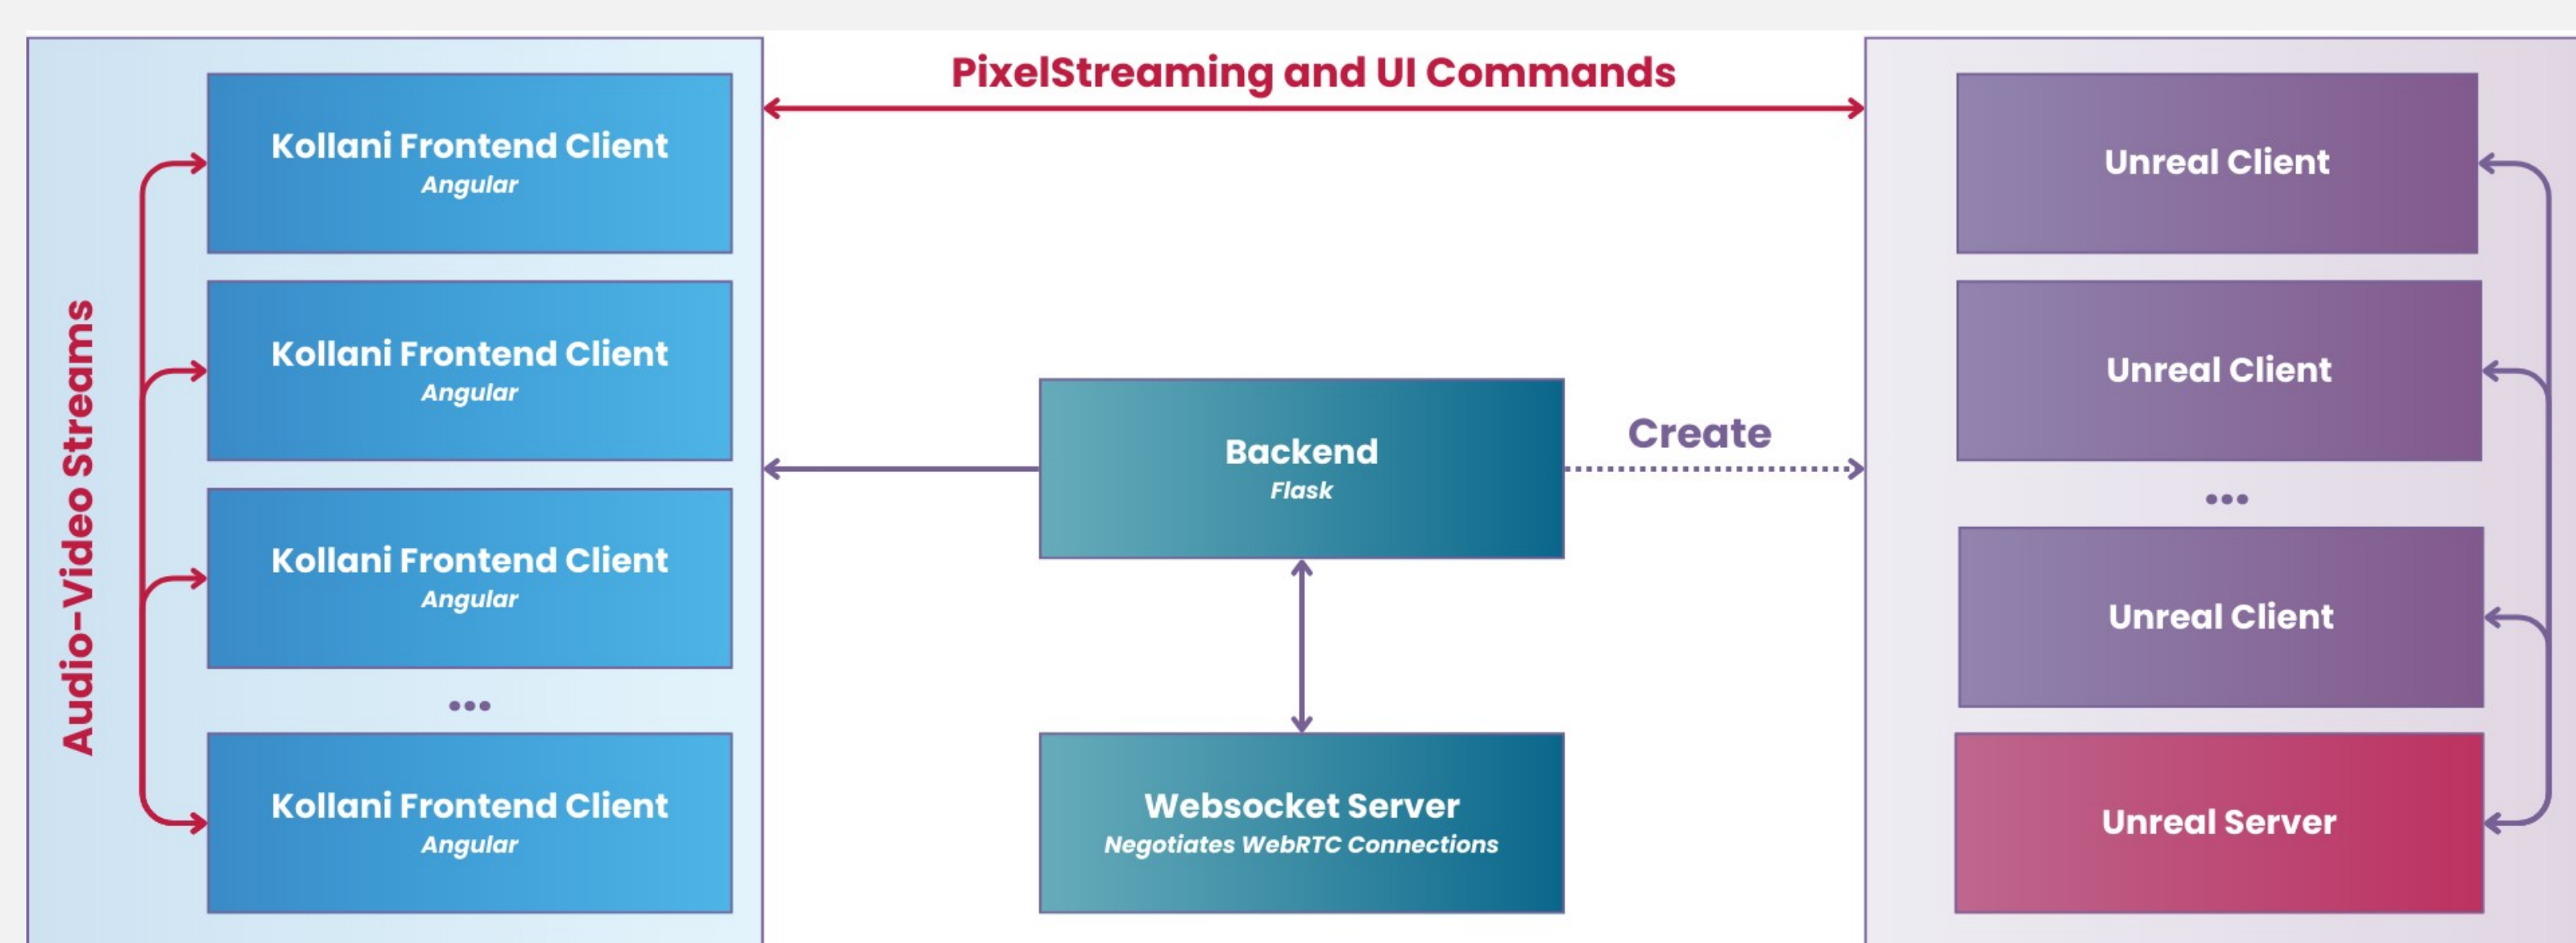 PixelStreaming and UI Commands
Audio-Video Streams
Kollani Frontend Client
Angular
Kollani Frontend Client
Angular
Kollani Frontend Client
Angular
...
Kollani Frontend Client
Angular
Backend
Flask
Create
Websocket Server
Negotiates WebRTC Connections
Unreal Client
Unreal Client
...
Unreal Client
Unreal Server